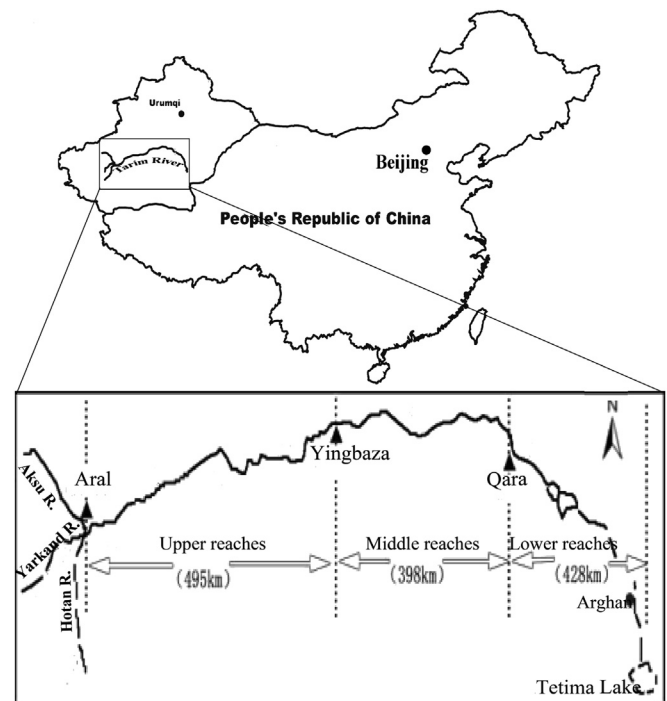 Urumqi
Tarim River
Beijing
People's Republic of China
N
Yingbaza
Aral
Qara
Aksu R.
Yarkand R.
Hotan R.
Upper reaches
(495km)
Middle reaches
(398km)
Lower reaches
(428km)
Arghan
Tetima Lake